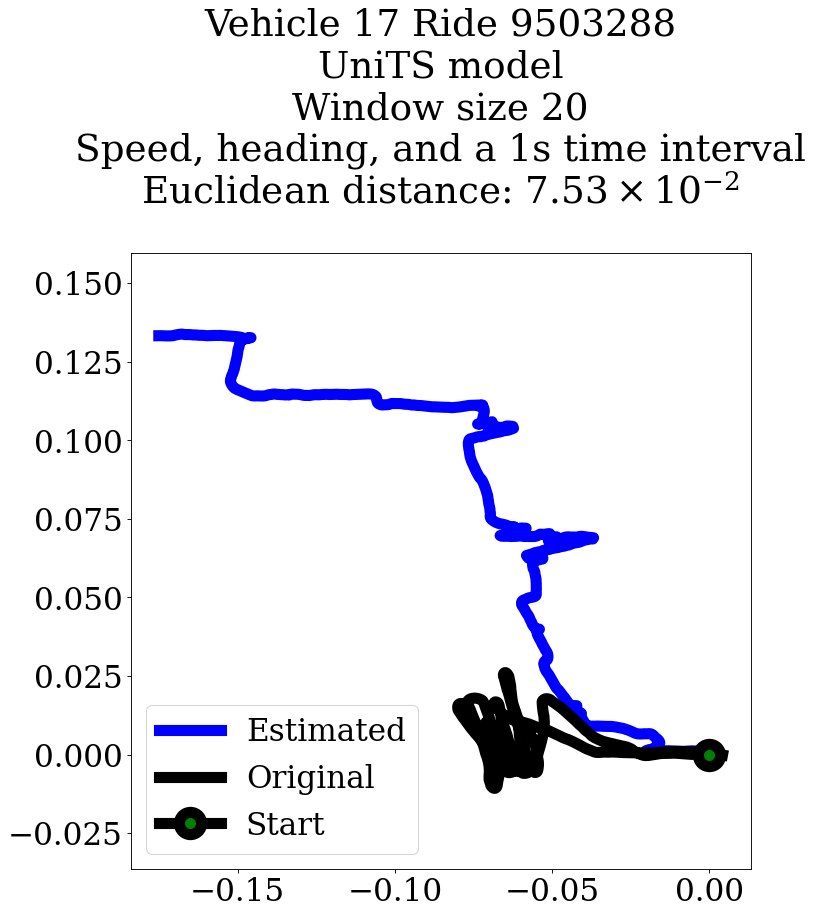 Vehicle 17 Ride 9503288
UniTS model
Window size 20
Speed, heading, and a 1s time interval
Euclidean distance: 7.53 × 10⁻²
0.150
0.125
0.100
0.075
0.050
0.025
0.000
−0.025
Estimated
Original
Start
−0.15 −0.10 −0.05 0.00